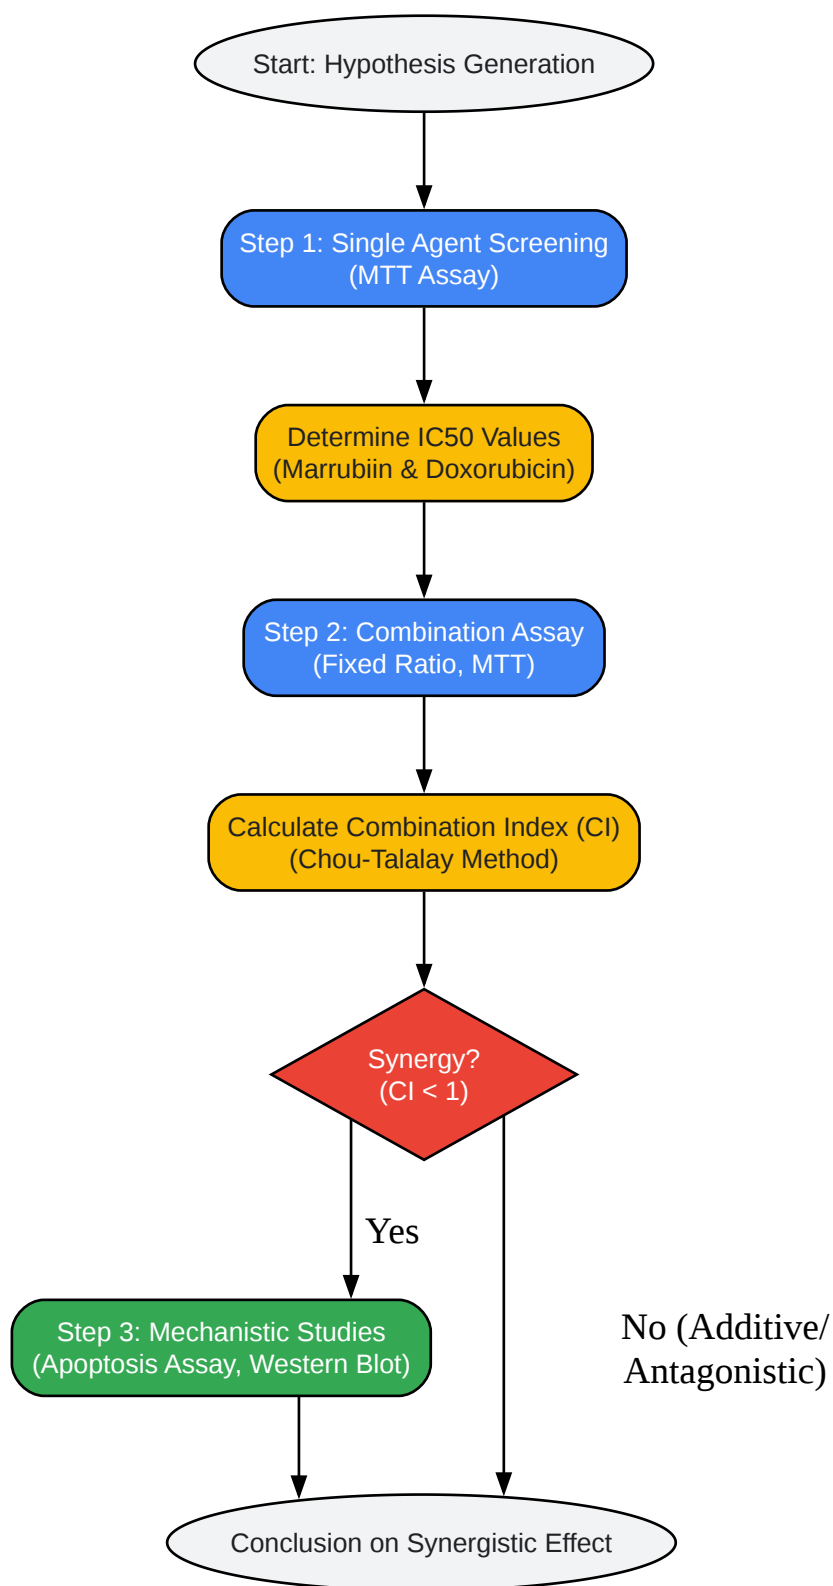 Start: Hypothesis Generation
Step 1: Single Agent Screening
(MTT Assay)
Determine IC50 Values
(Marrubiin & Doxorubicin)
Step 2: Combination Assay
(Fixed Ratio, MTT)
Calculate Combination Index (CI)
(Chou-Talalay Method)
Synergy?
(CI < 1)
Yes
Step 3: Mechanistic Studies
(Apoptosis Assay, Western Blot)
No (Additive/
Antagonistic)
Conclusion on Synergistic Effect